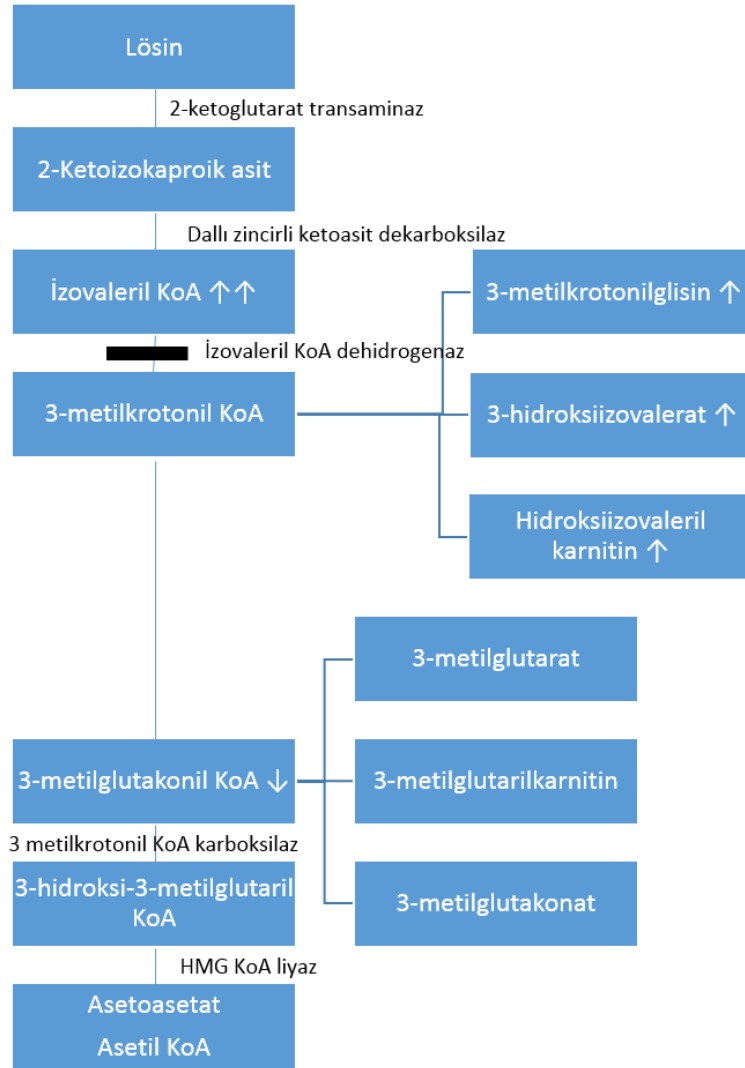 Lösin
2-ketoglutarat transaminaz
2-Ketoizokaproik asit
Dallı zincirli ketoasit dekarboksilaz
İzovaleril KoA ↑↑
3-metilkrotonilglisin ↑
İzovaleril KoA dehidrogenaz
3-metilkrotonil KoA
3-hidroksiizovalerat ↑
Hidroksiizovaleril
karnitin ↑
3-metilglutarat
3-metilglutakonil KoA ↓
3-metilglutarilkarnitin
3 metilkrotonil KoA karboksilaz
3-hidroksi-3-metilglutaril
KoA
3-metilglutakonat
HMG KoA liyaz
Asetoasetat
Asetil KoA